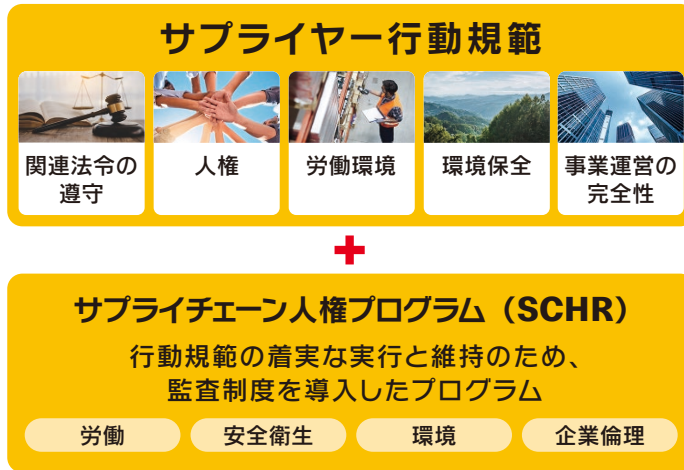 サプライヤー行動規範
関連法令の
遵守
人権
労働環境
環境保全
事業運営の
完全性
+
サプライチェーン人権プログラム（SCHR）
行動規範の着実な実行と維持のため、
監査制度を導入したプログラム
労働
安全衛生
環境
企業倫理